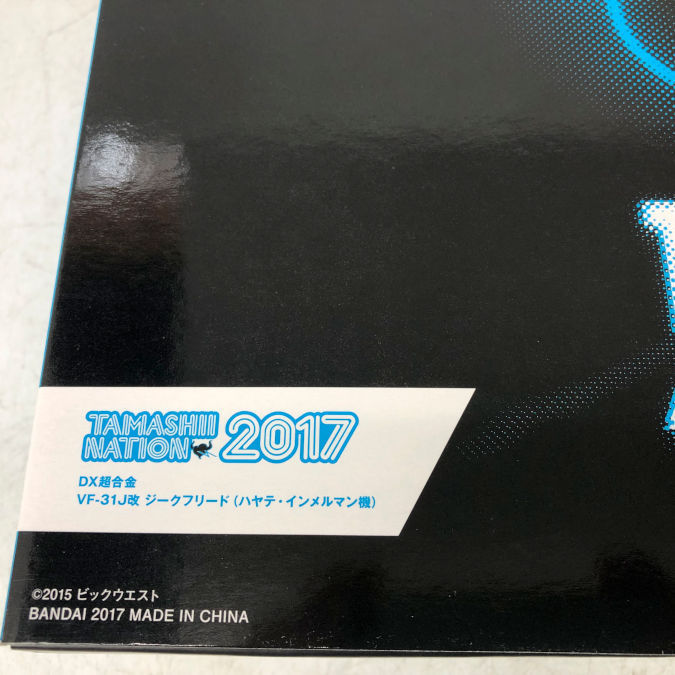 TAMASHII
NATION 2017
DX超合金
VF-31J改 ジークフリード（ハヤテ・インメルマン機）
©2015 ビックウエスト
BANDAI 2017 MADE IN CHINA